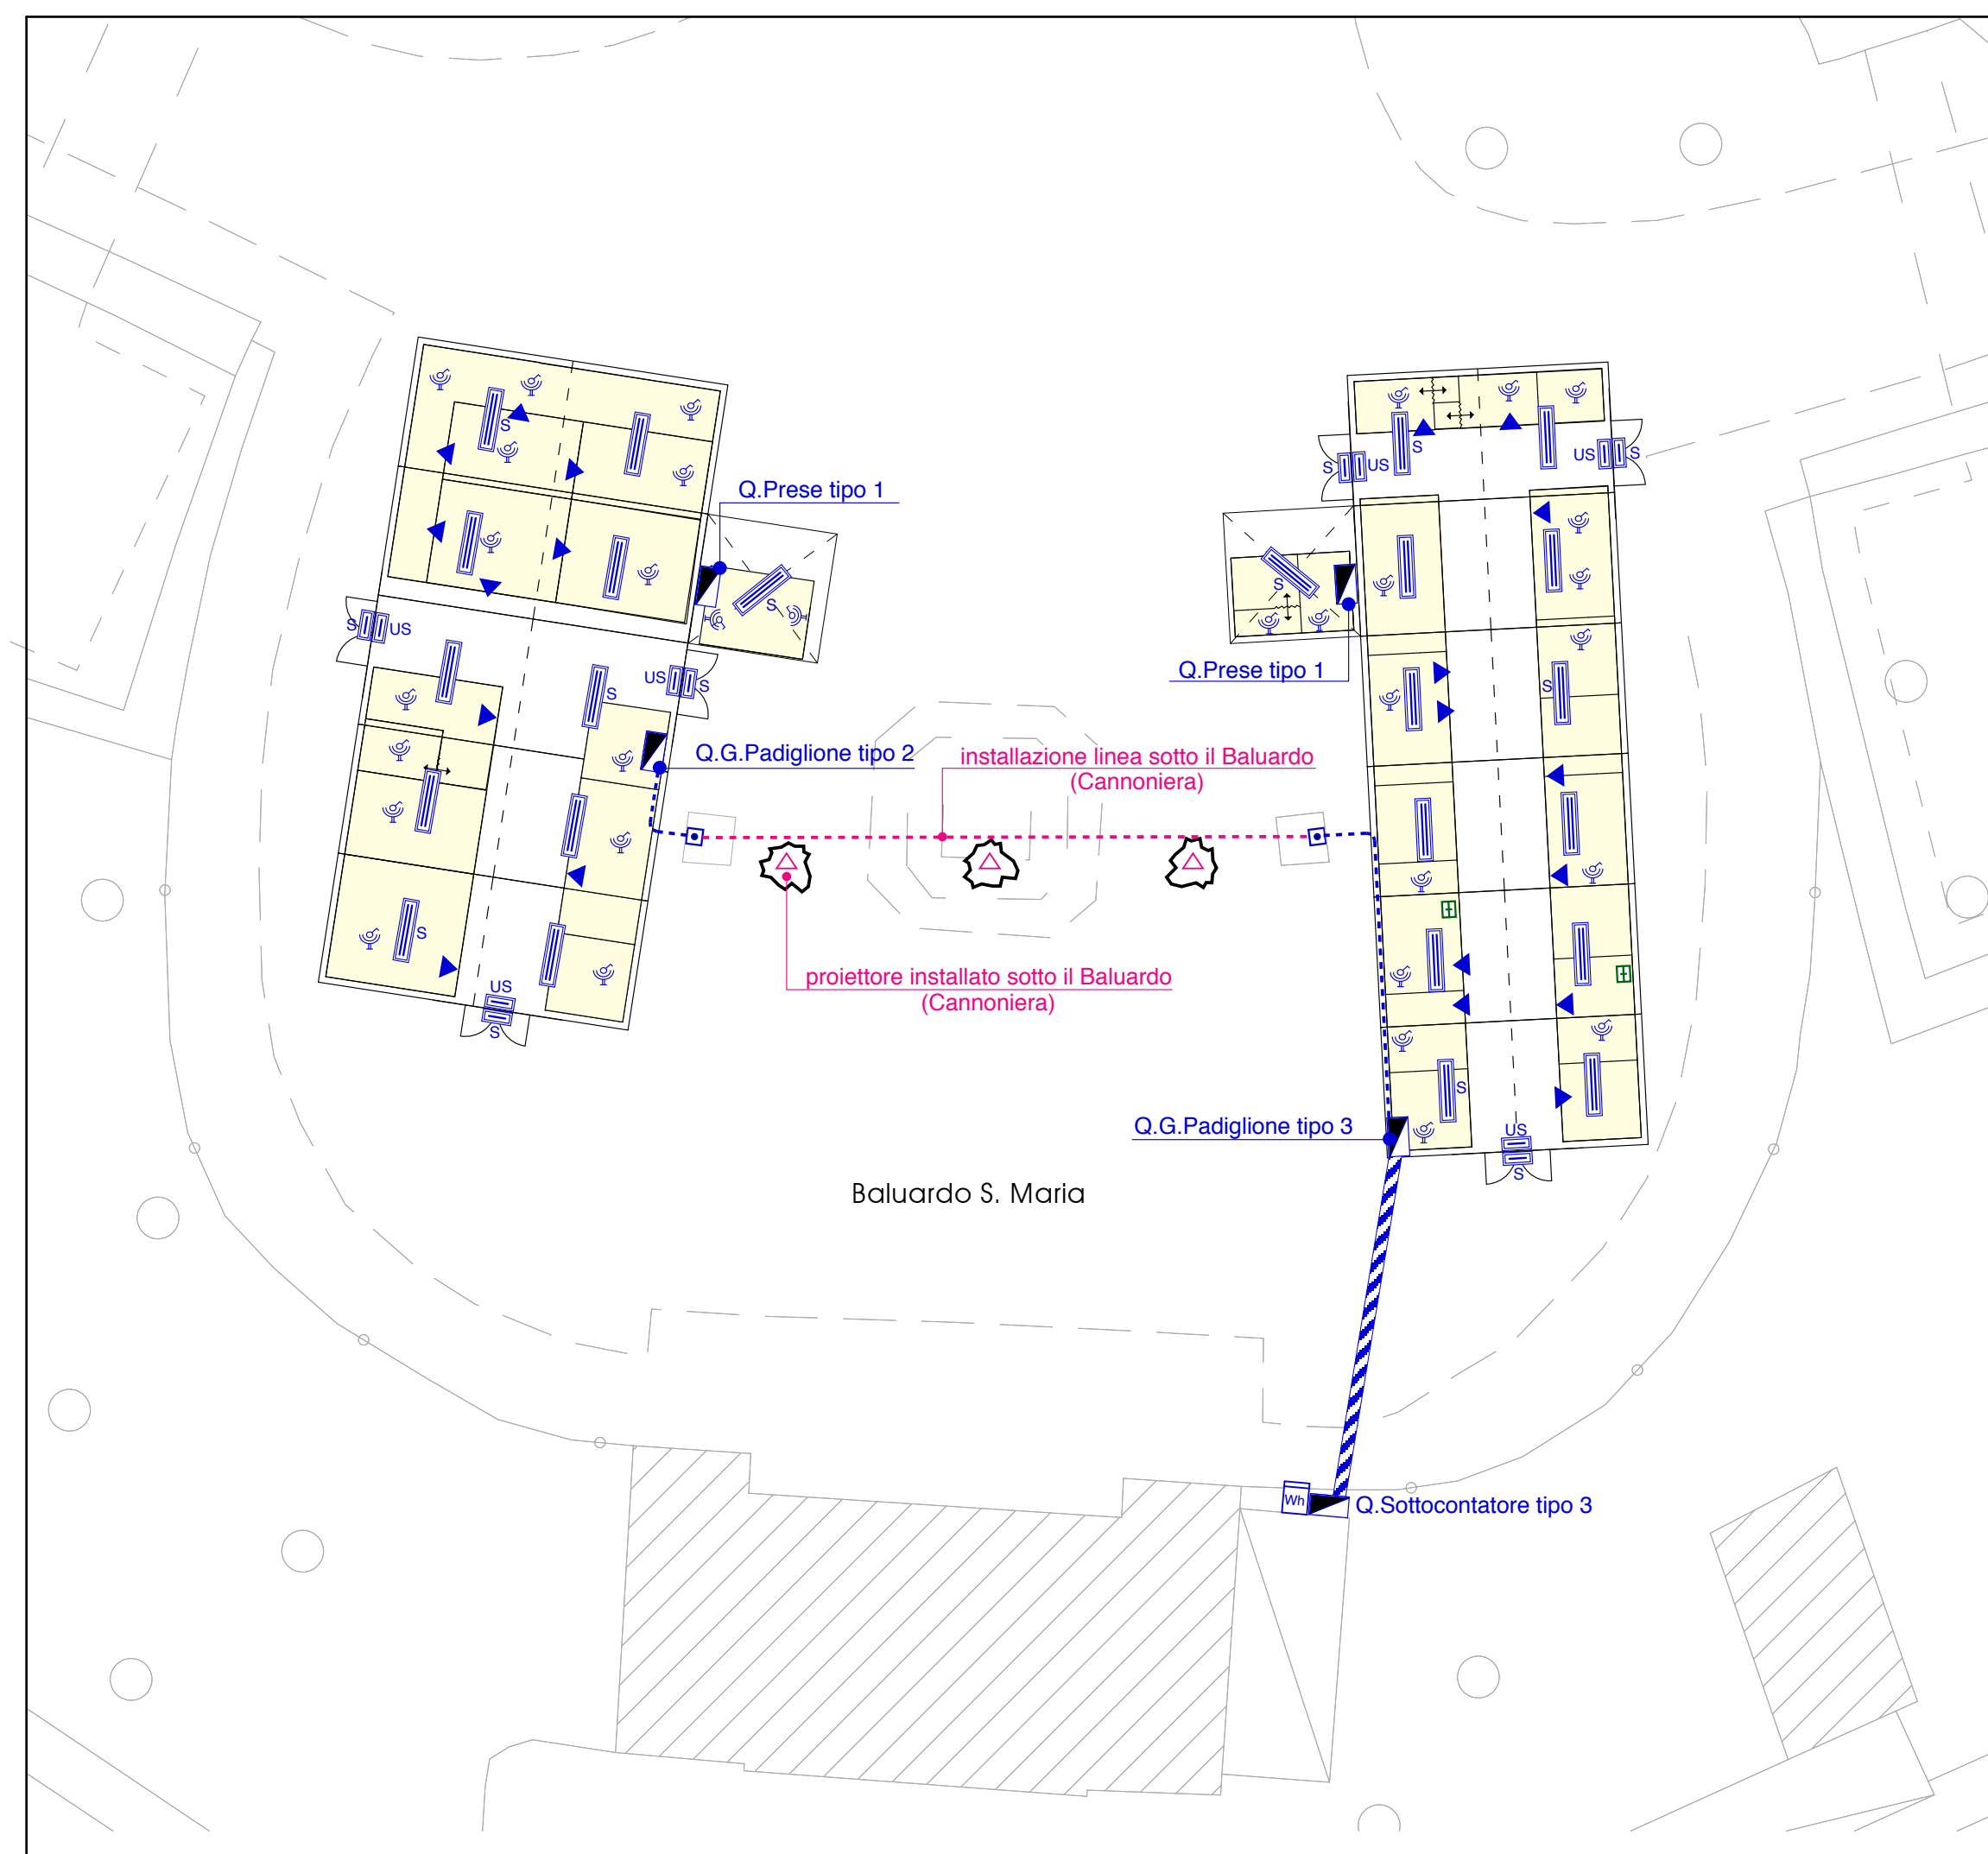 S
S
S
US
US
S
Q.Prese tipo 1
S
S
S
US
US
S
S
Q.Prese tipo 1
S
S
Q.G.Padiglione tipo 2
installazione linea sotto il Baluardo
(Cannoniera)
S
US
S
proiettore installato sotto il Baluardo
(Cannoniera)
S
Q.G.Padiglione tipo 3
US
S
Baluardo S. Maria
Wh
Q.Sottocontatore tipo 3